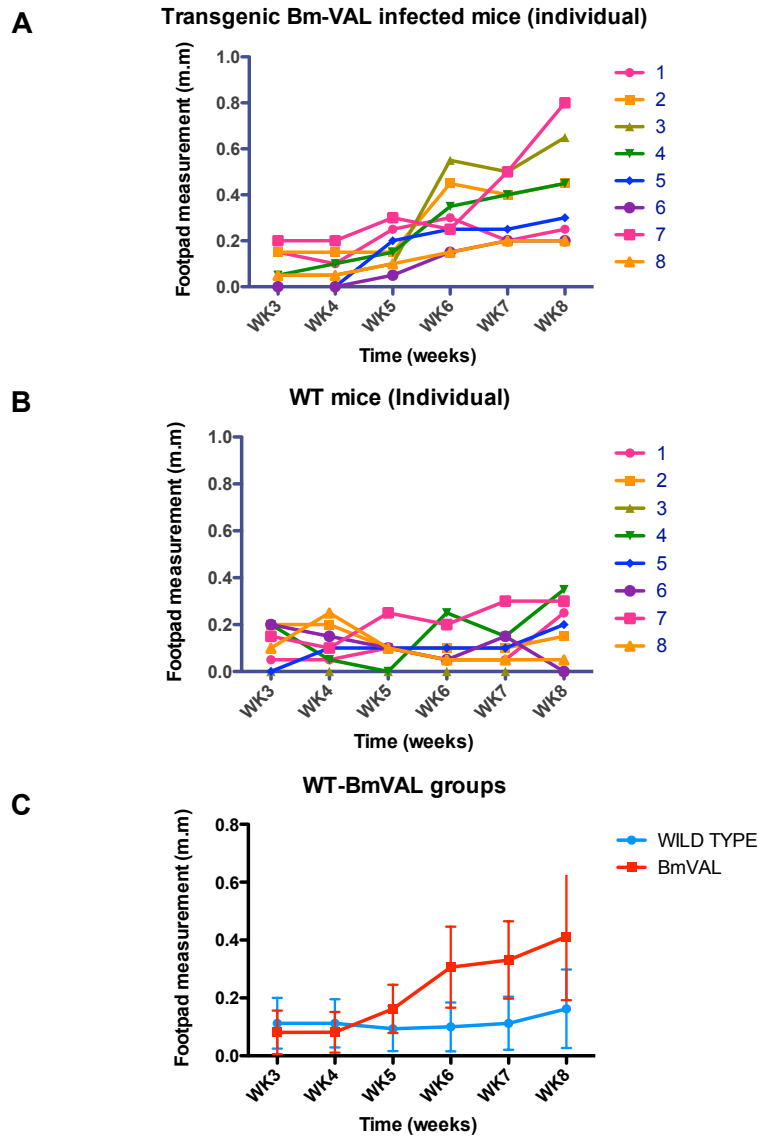 A
Transgenic Bm-VAL infected mice (individual)
Footpad measurement (m.m)
1.0
0.8
0.6
0.4
0.2
0.0
WK3
WK4
WK5
WK6
WK7
WK8
Time (weeks)
1
2
3
4
5
6
7
8
B
WT mice (Individual)
Footpad measurement (m.m)
1.0
0.8
0.6
0.4
0.2
0.0
WK3
WK4
WK5
WK6
WK7
WK8
Time (weeks)
1
2
3
4
5
6
7
8
C
WT-BmVAL groups
Footpad measurement (m.m)
0.8
0.6
0.4
0.2
0.0
WK3
WK4
WK5
WK6
WK7
WK8
Time (weeks)
WILD TYPE
BmVAL